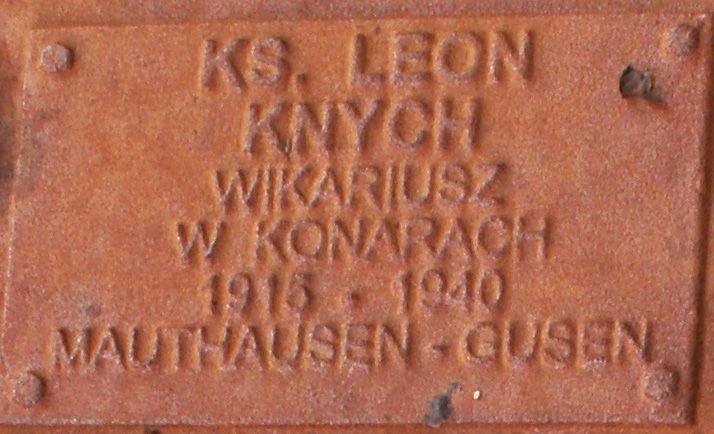 KS. LEON
KNYCH
WIKARIUSZ
W KONARACH
1915 - 1940
MAUTHAUSEN - GUSEN